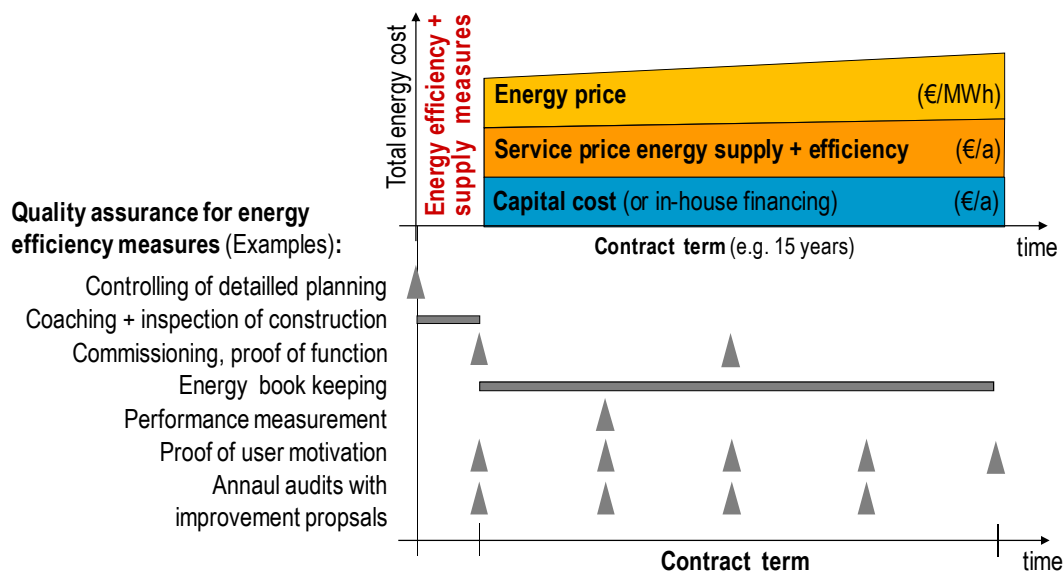 Total energy cost
Energy efficiency +
supply measures
Energy price (€/MWh)
Service price energy supply + efficiency (€/a)
Capital cost (or in-house financing) (€/a)
Contract term (e.g. 15 years) time
Quality assurance for energy
efficiency measures (Examples):
Controlling of detailled planning
Coaching + inspection of construction
Commissioning, proof of function
Energy book keeping
Performance measurement
Proof of user motivation
Annaul audits with
improvement propsals
Contract term time